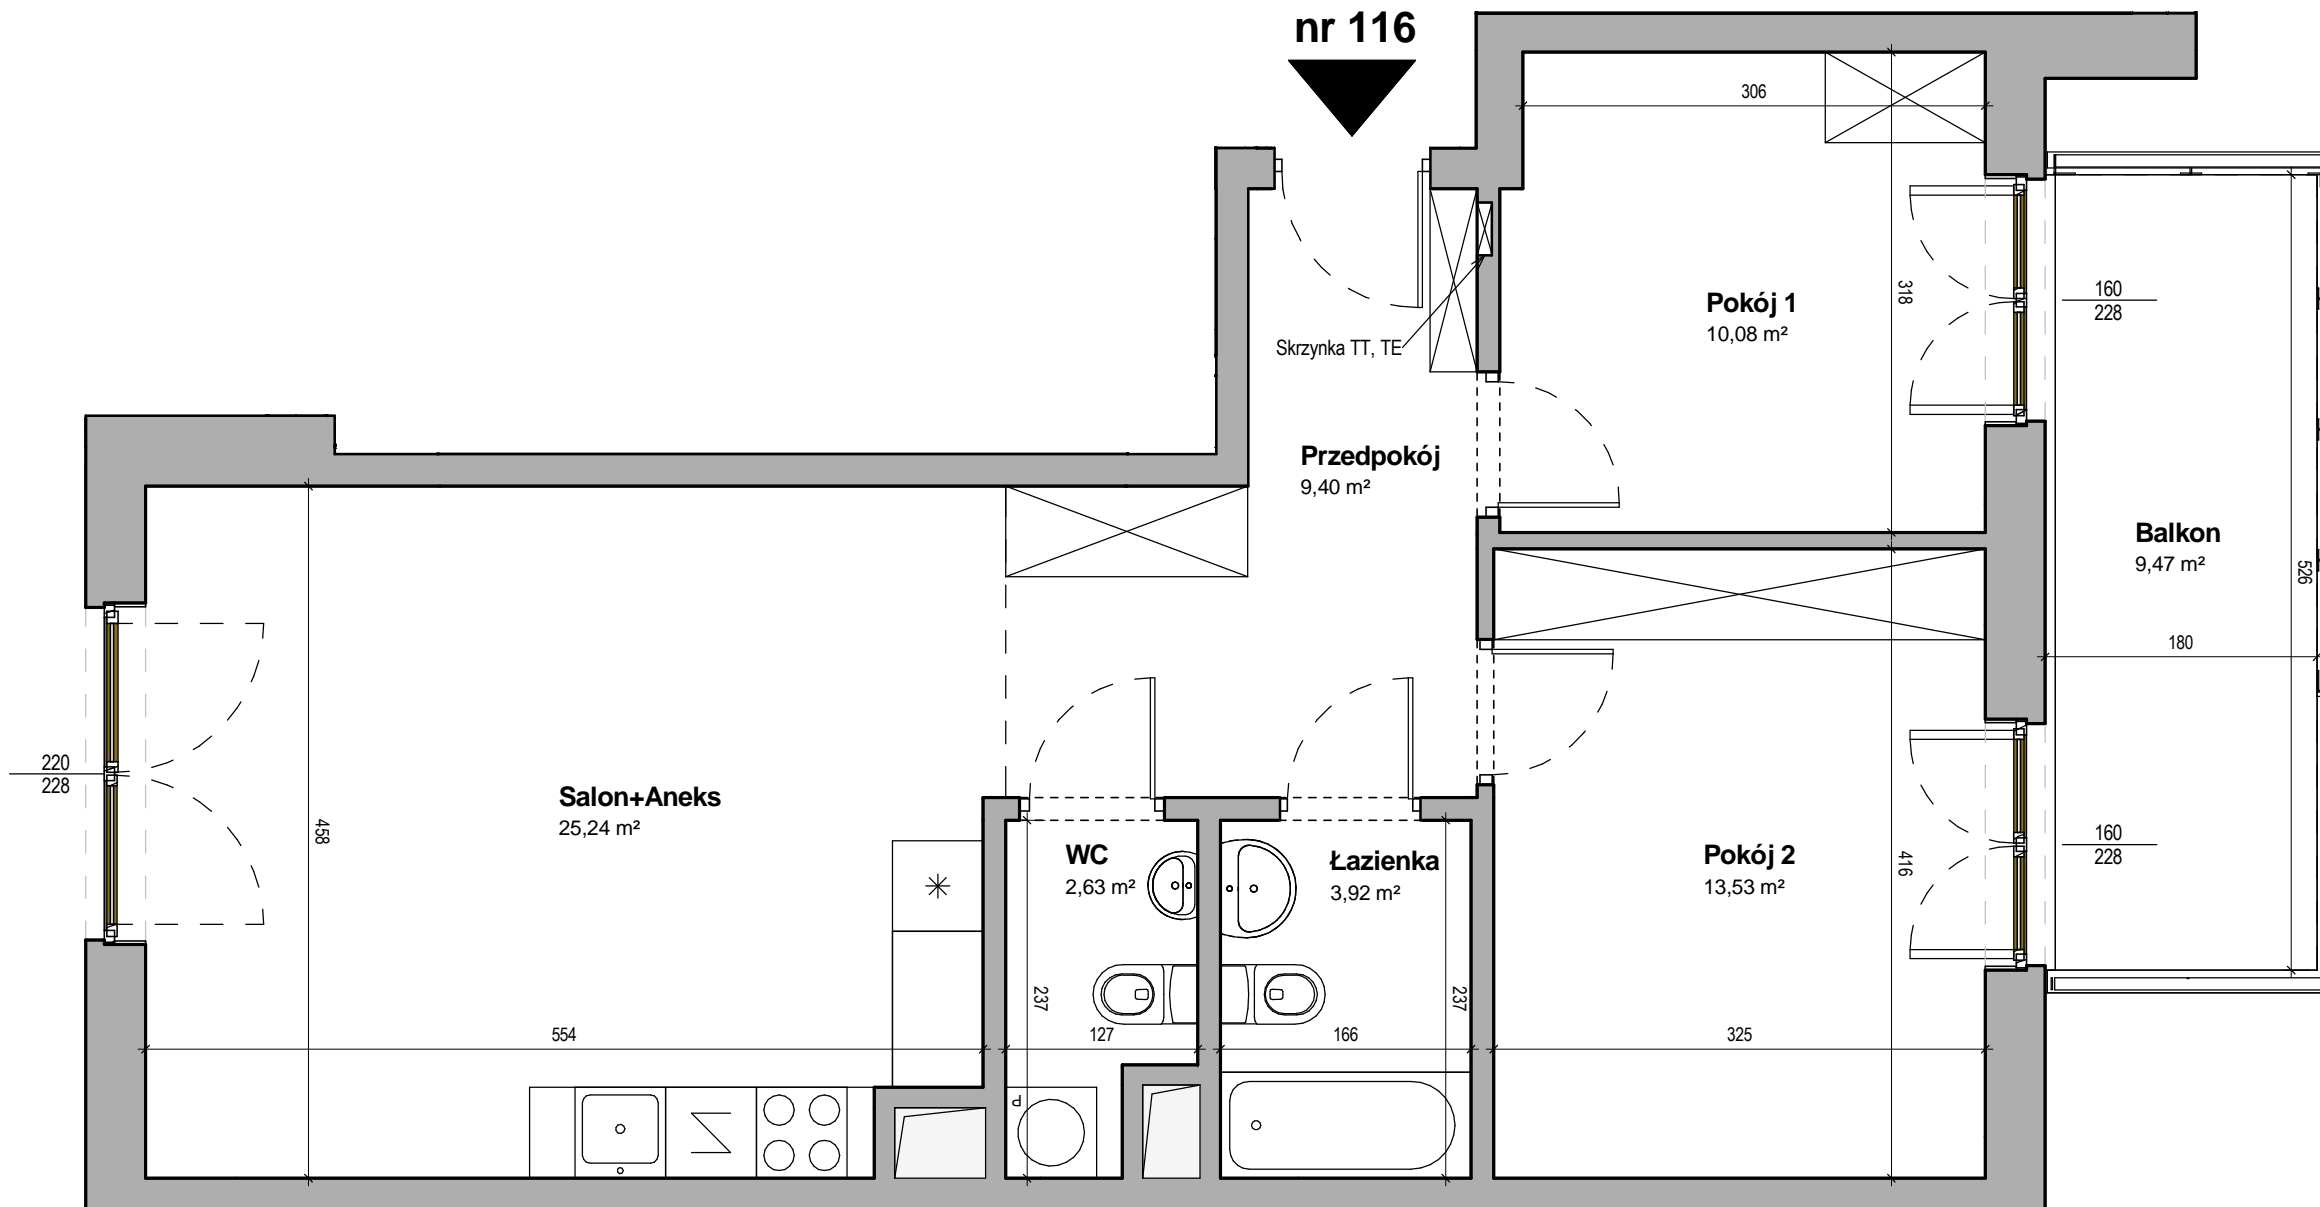 nr 116
306
Pokój 1
10,08 m²
318
160
228
Skrzynka TT, TE
Przedpokój
9,40 m²
Balkon
9,47 m²
526
180
220
228
Salon+Aneks
25,24 m²
458
WC
2,63 m²
Łazienka
3,92 m²
Pokój 2
13,53 m²
416
160
228
237
237
554
127
166
325
P